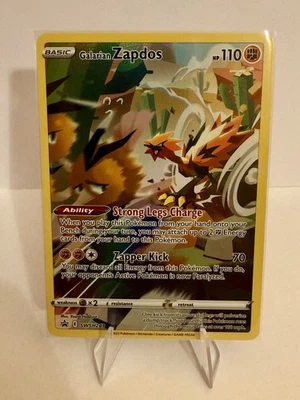 BASIC Galarian Zapdos HP 110
Ability Strong Legs Charge
When you play this Pokémon from your hand onto your
Bench during your turn, you may attach up to 2 Energy
cards from your hand to this Pokémon.
Zapper Kick 70
You may discard all Energy from this Pokémon. If you do,
your opponent's Active Pokémon is now Paralyzed.
weakness ×2 resistance retreat